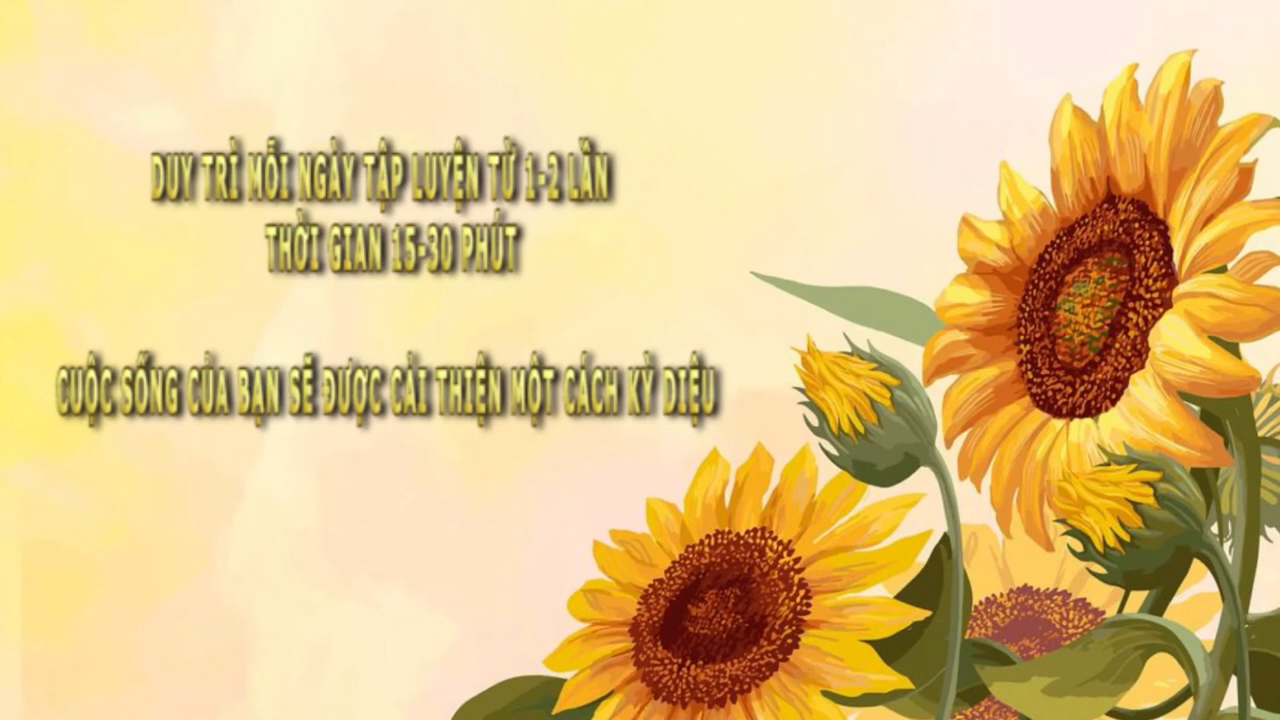 DUY TRÌ MỖI NGÀY TẬP LUYỆN TỪ 1-2 LẦN
THỜI GIAN 15-30 PHÚT
CUỘC SỐNG CỦA BẠN SẼ ĐƯỢC CẢI THIỆN MỘT CÁCH KỲ DIỆU